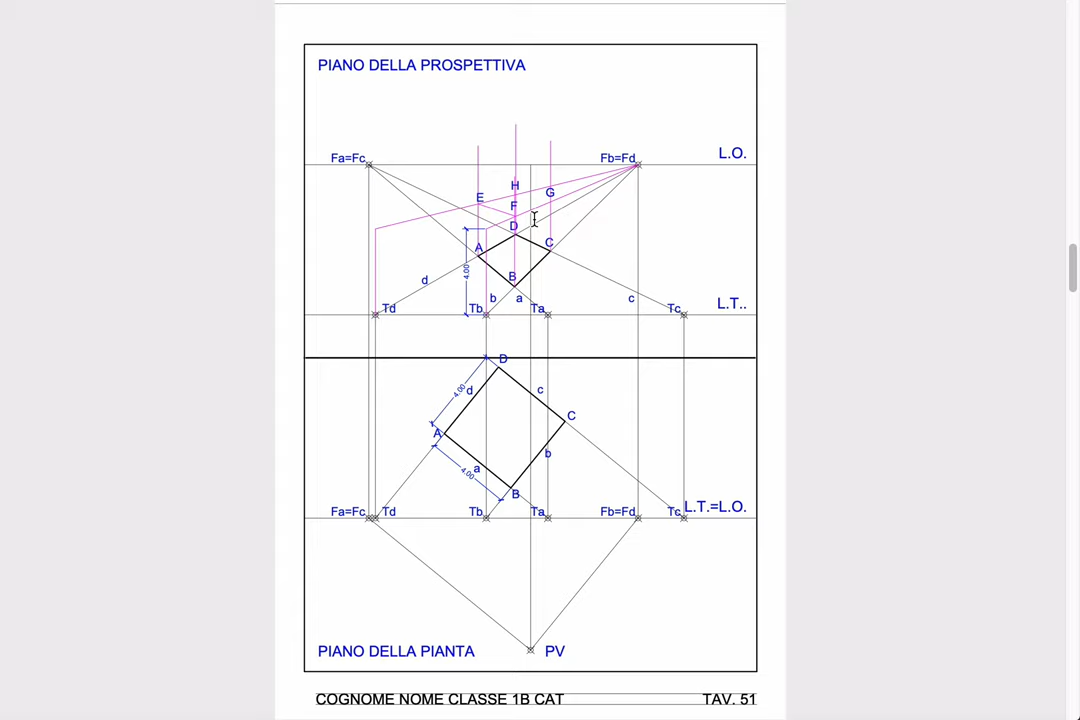 PIANO DELLA PROSPETTIVA
L.O.
Fa=Fc
Fb=Fd
H
G
E
F
D
C
A
B
d
4.00
b
a
c
L.T..
Td
Tb
Ta
Tc
D
d
c
4.00
C
A
b
a
4.00
B
L.T.=L.O.
Fa=Fc
Td
Tb
Ta
Fb=Fd
Tc
PIANO DELLA PIANTA
PV
COGNOME NOME CLASSE 1B CAT
TAV. 51